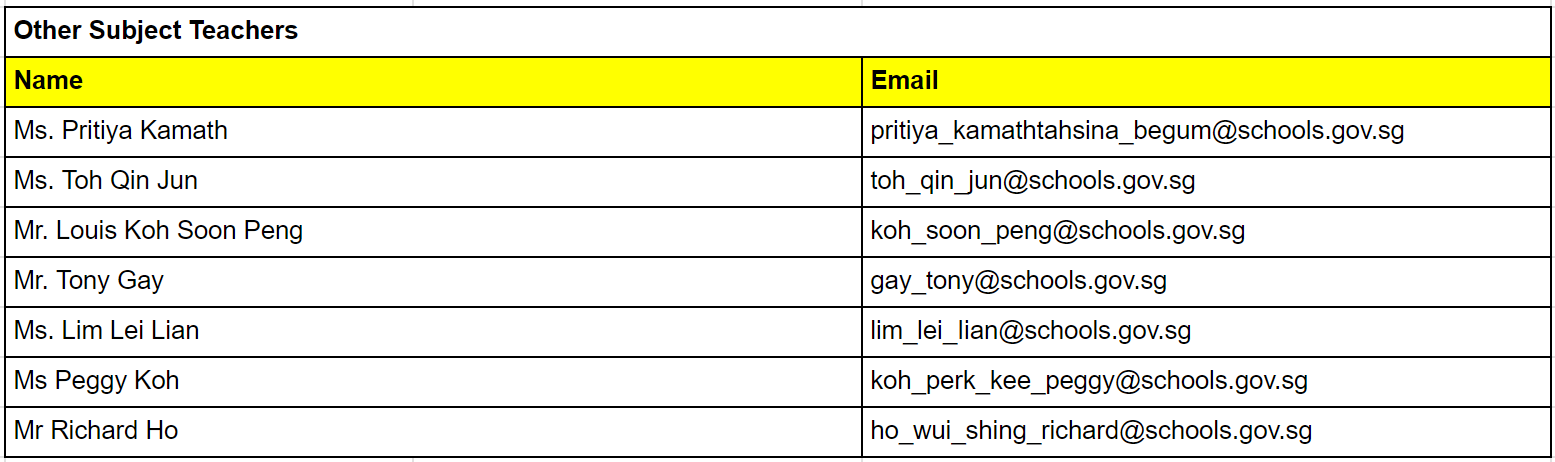 Other Subject Teachers
Name Email
Ms. Pritiya Kamath pritiya_kamathtahsina_begum@schools.gov.sg
Ms. Toh Qin Jun toh_qin_jun@schools.gov.sg
Mr. Louis Koh Soon Peng koh_soon_peng@schools.gov.sg
Mr. Tony Gay gay_tony@schools.gov.sg
Ms. Lim Lei Lian lim_lei_lian@schools.gov.sg
Ms Peggy Koh koh_perk_kee_peggy@schools.gov.sg
Mr Richard Ho ho_wui_shing_richard@schools.gov.sg